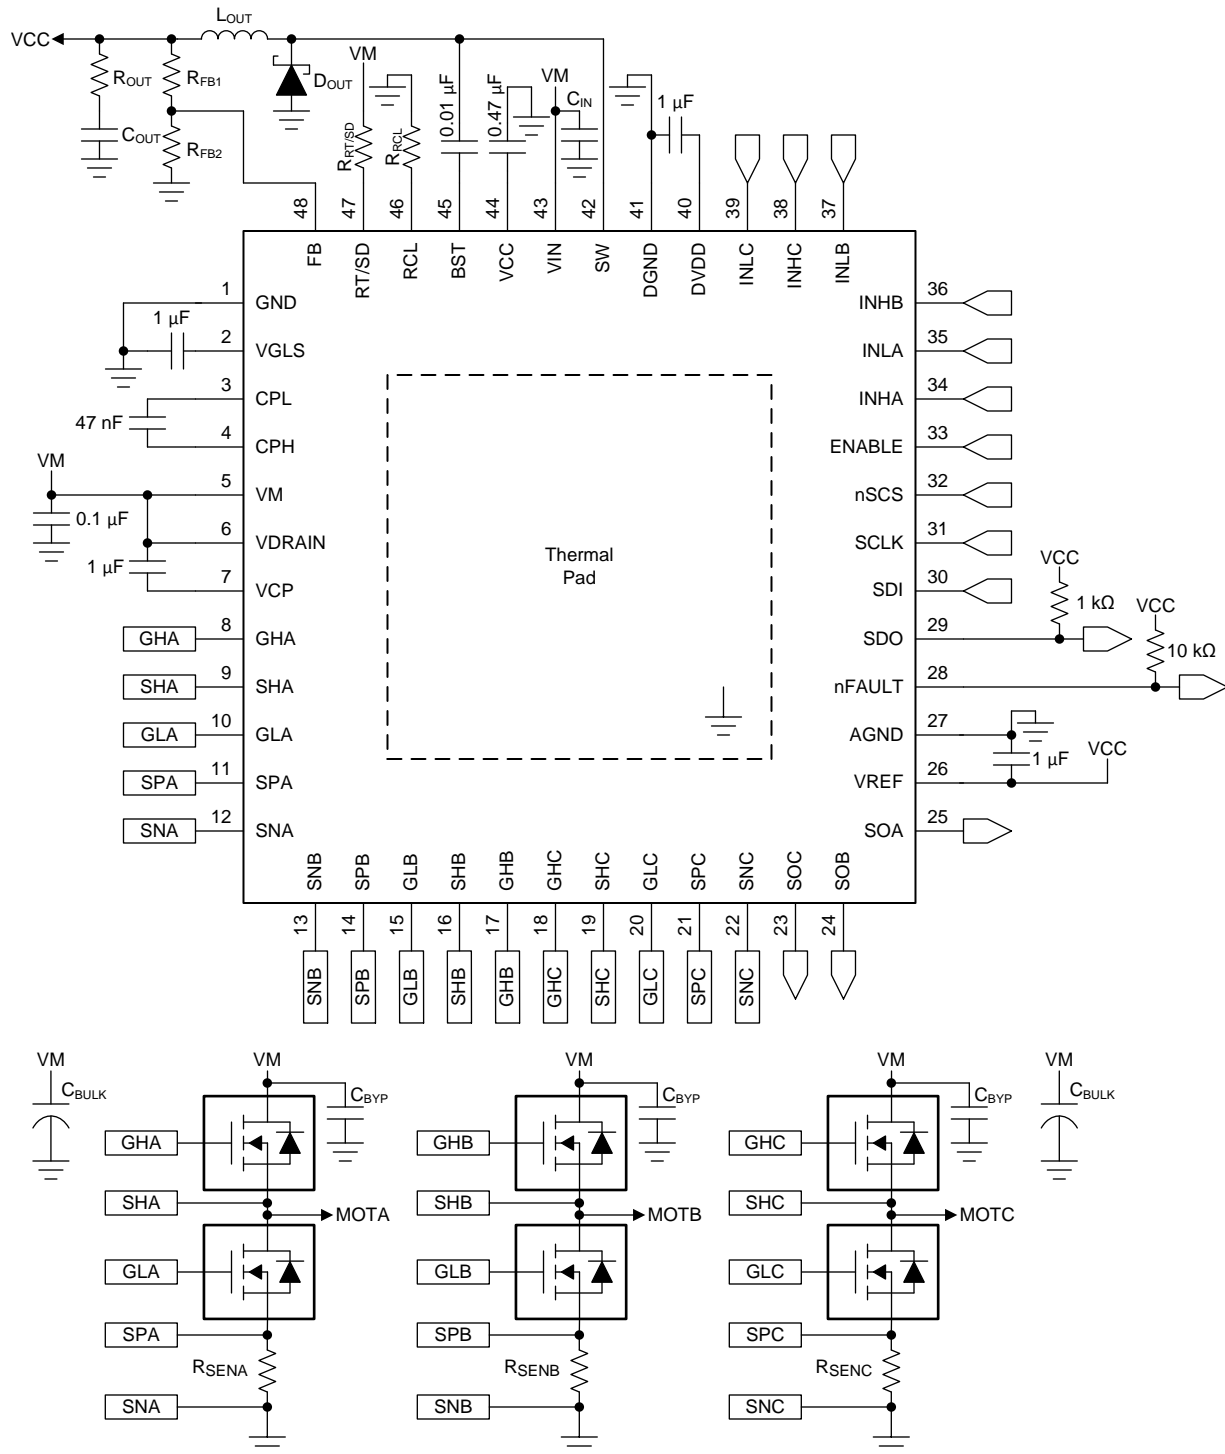 LOUT
VCC
ROUT
RFB1
DOUT
COUT
RFB2
VM
RRT/SD
RRCL
0.01 µF
0.47 µF
VM
CIN
1 µF
48
47
46
45
44
43
42
41
40
39
38
37
FB
RT/SD
RCL
BST
VCC
VIN
SW
DGND
DVDD
INLC
INHC
INLB
1
GND
1 µF
2
VGLS
3
CPL
47 nF
4
CPH
VM
5
VM
0.1 µF
6
VDRAIN
1 µF
7
VCP
GHA
8
GHA
SHA
9
SHA
GLA
10
GLA
SPA
11
SPA
SNA
12
SNA
Thermal
Pad
INHB
36
INLA
35
INHA
34
ENABLE
33
nSCS
32
SCLK
31
SDI
30
VCC
1 kΩ
SDO
29
VCC
10 kΩ
nFAULT
28
AGND
27
1 µF
VCC
VREF
26
SOA
25
SNB
SPB
GLB
SHB
GHB
GHC
SHC
GLC
SPC
SNC
SOC
SOB
13
14
15
16
17
18
19
20
21
22
23
24
SNB
SPB
GLB
SHB
GHB
GHC
SHC
GLC
SPC
SNC
VM
CBULK
VM
CBYP
GHA
SHA
MOTA
GLA
SPA
RSENA
SNA
VM
CBYP
GHB
SHB
MOTB
GLB
SPB
RSENB
SNB
VM
CBYP
GHC
SHC
MOTC
GLC
SPC
RSENC
SNC
VM
CBULK